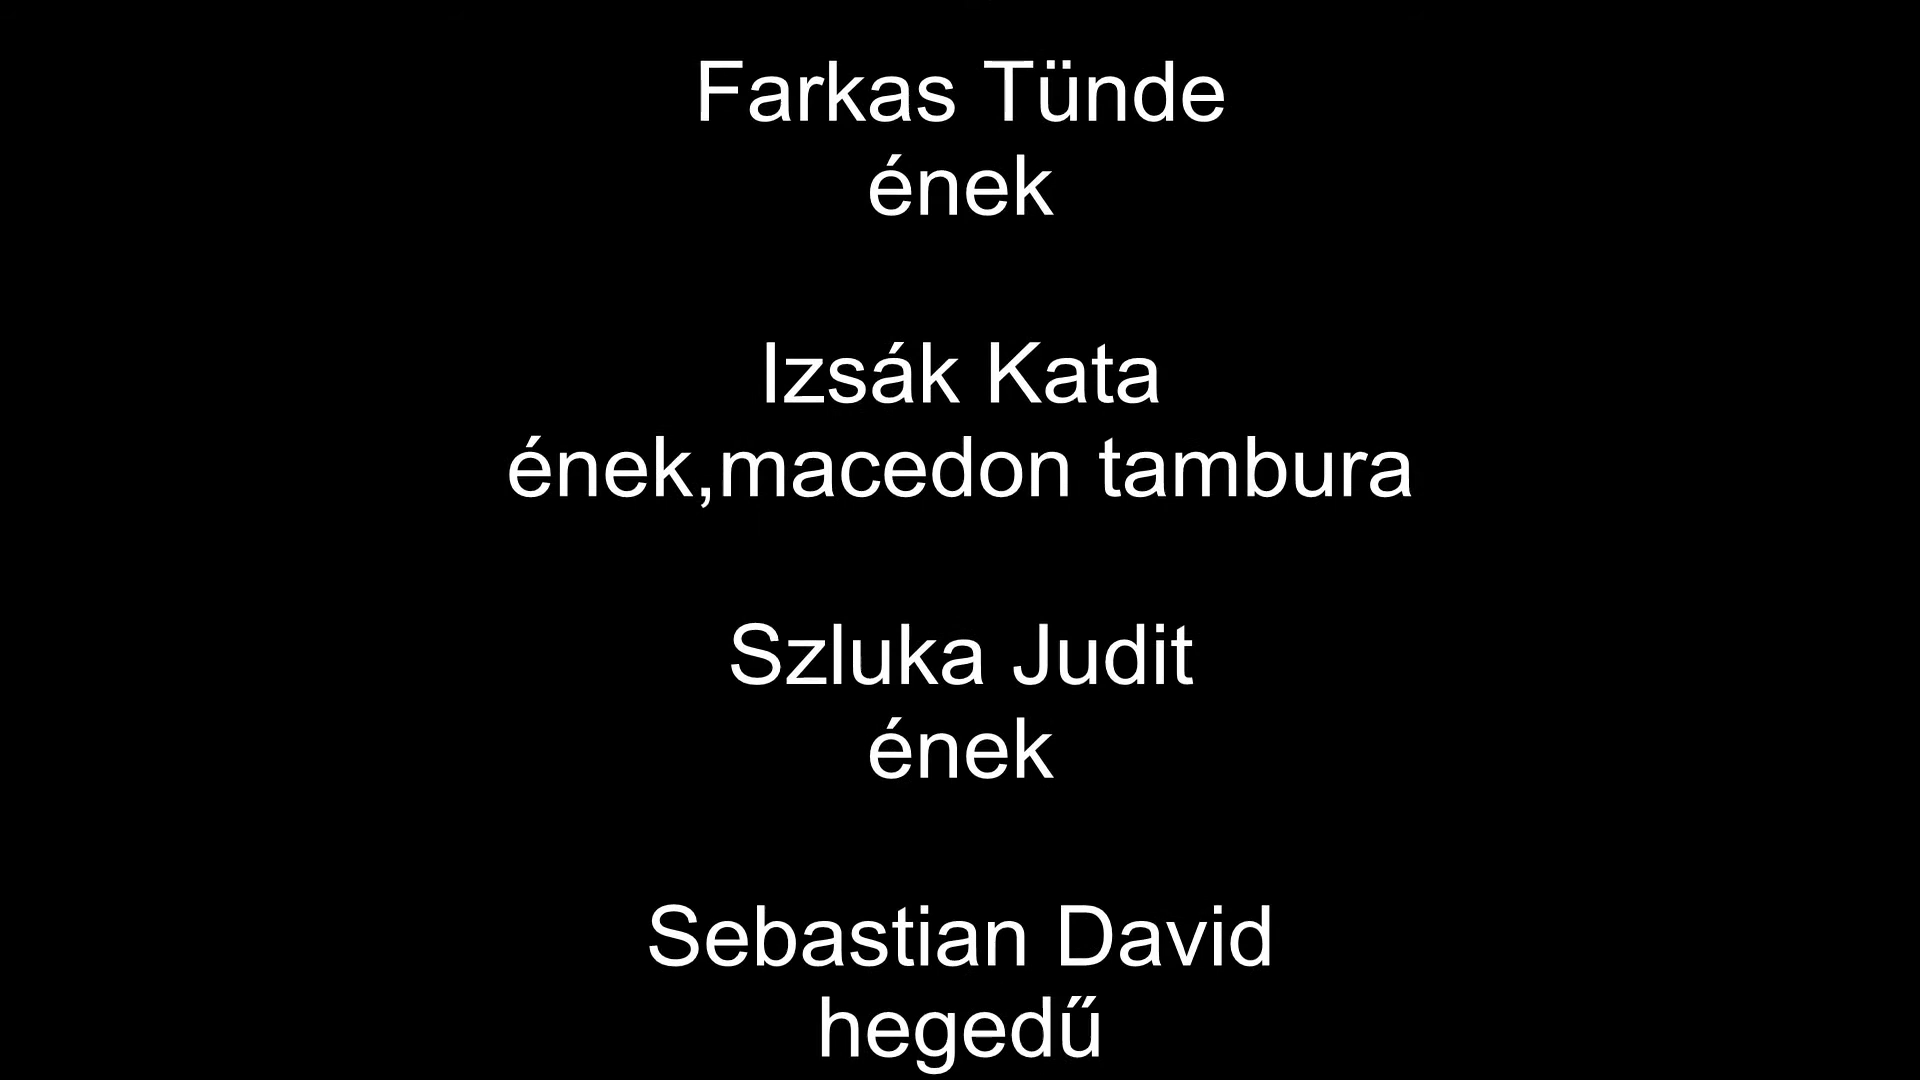 Farkas Tünde
ének
Izsák Kata
ének,macedon tambura
Szluka Judit
ének
Sebastian David
hegedű